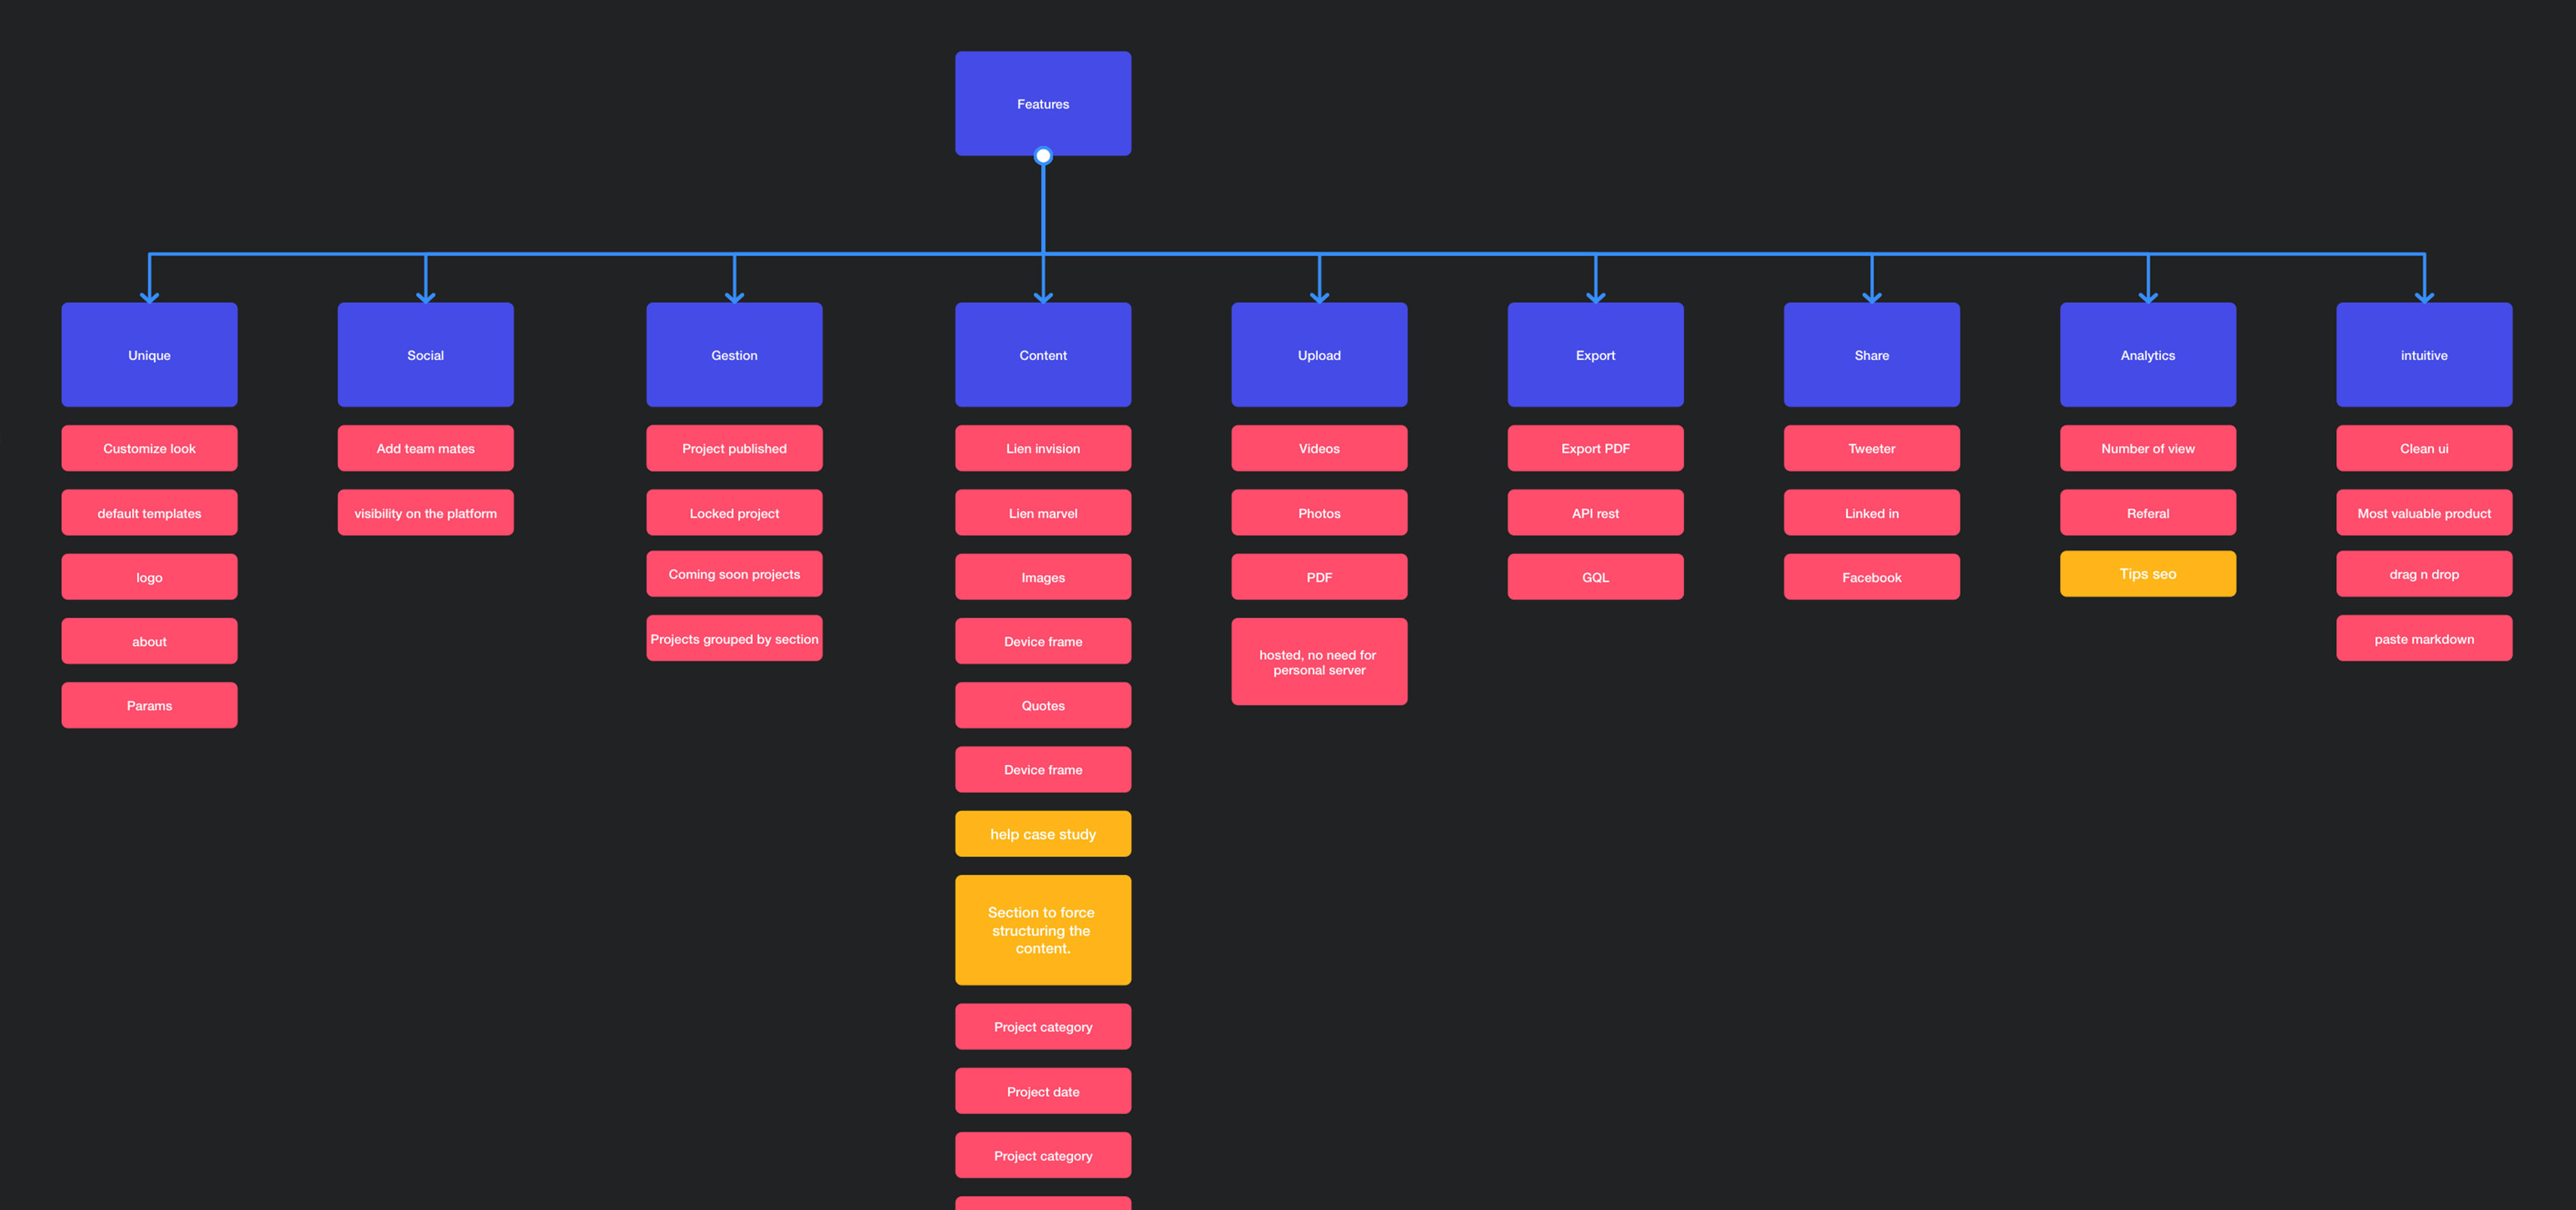 Features
Unique
Customize look
default templates
logo
about
Params
Social
Add team mates
visibility on the platform
Gestion
Project published
Locked project
Coming soon projects
Projects grouped by section
Content
Lien invision
Lien marvel
Images
Device frame
Quotes
Device frame
help case study
Section to force
structuring the
content.
Project category
Project date
Project category
Upload
Videos
Photos
PDF
hosted, no need for
personal server
Export
Export PDF
API rest
GQL
Share
Tweeter
Linked in
Facebook
Analytics
Number of view
Referal
Tips seo
intuitive
Clean ui
Most valuable product
drag n drop
paste markdown